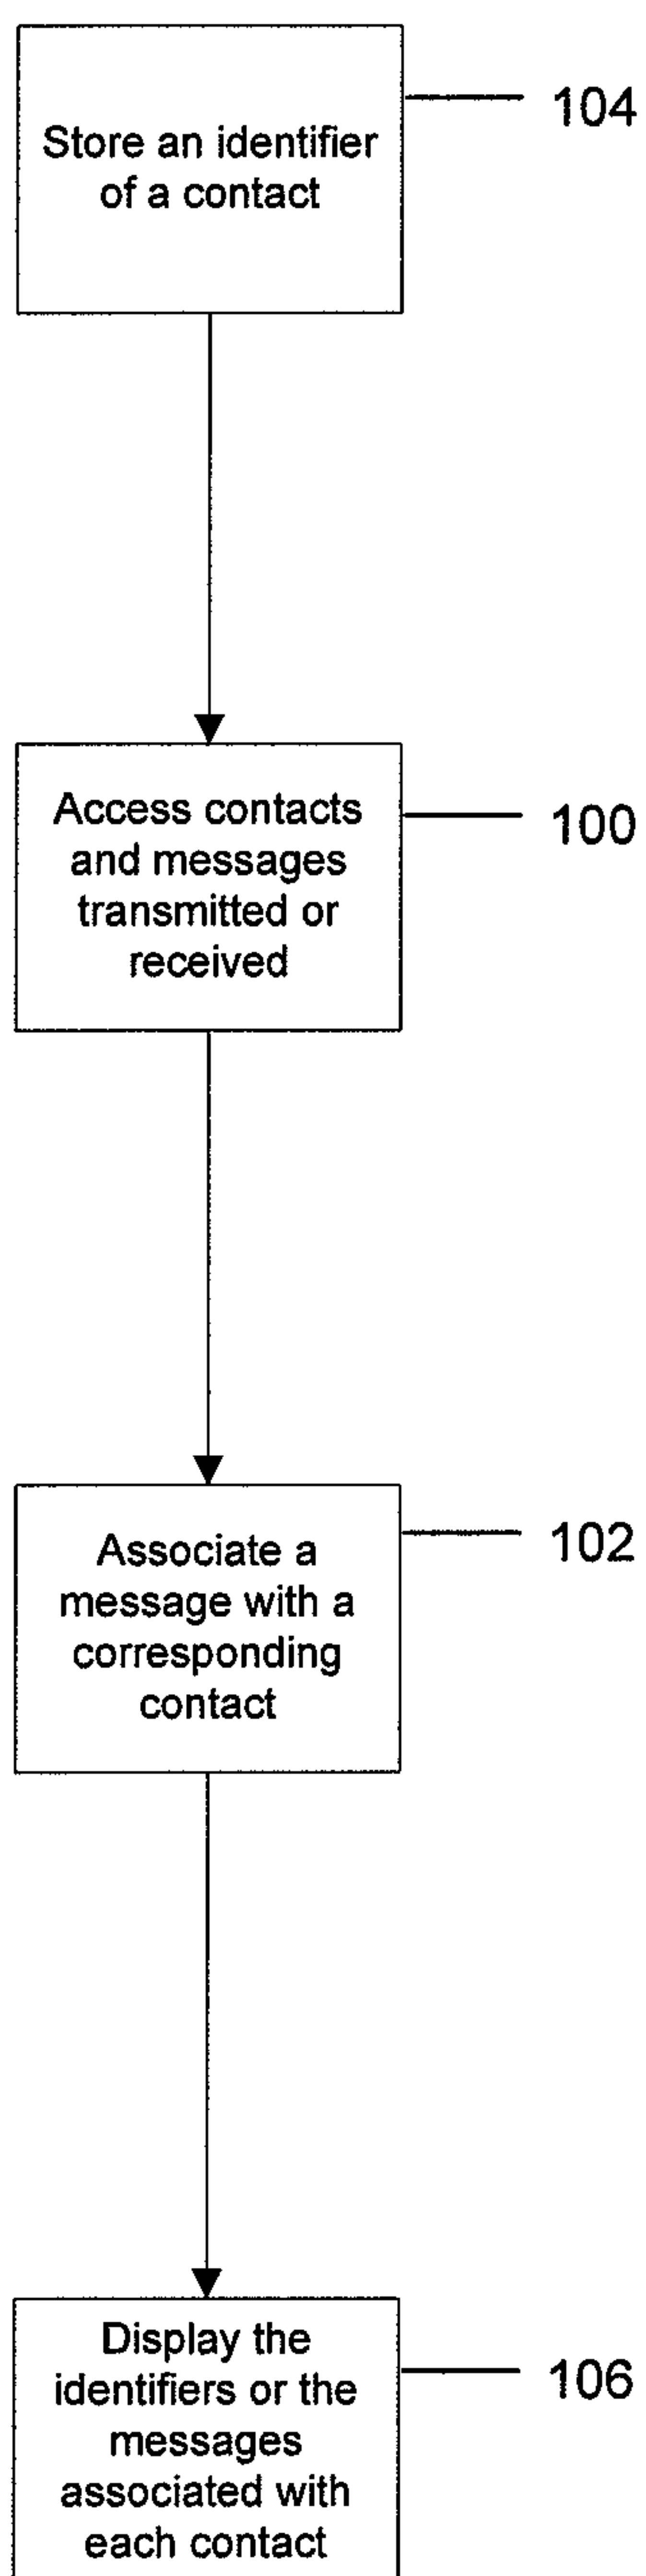 Store an identifier
of a contact
104
Access contacts
and messages
transmitted or
received
100
Associate a
message with a
corresponding
contact
102
Display the
identifiers or the
messages
associated with
each contact
106